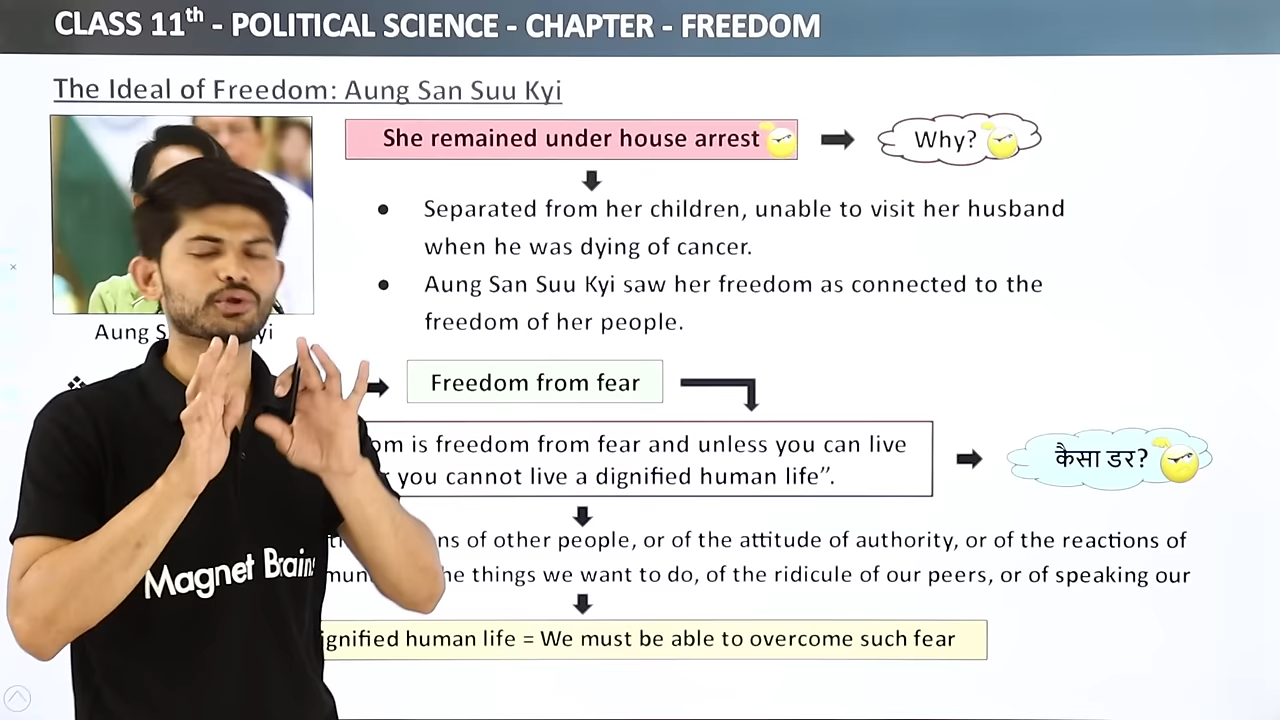 CLASS 11th - POLITICAL SCIENCE - CHAPTER - FREEDOM
The Ideal of Freedom: Aung San Suu Kyi
She remained under house arrest
Why?
• Separated from her children, unable to visit her husband
when he was dying of cancer.
• Aung San Suu Kyi saw her freedom as connected to the
freedom of her people.
Aung S yi
Freedom from fear
om is freedom from fear and unless you can live
you cannot live a dignified human life”.
कैसा डर?
ns of other people, or of the attitude of authority, or of the reactions of
mun he things we want to do, of the ridicule of our peers, or of speaking our
ignified human life = We must be able to overcome such fear
Magnet Brains